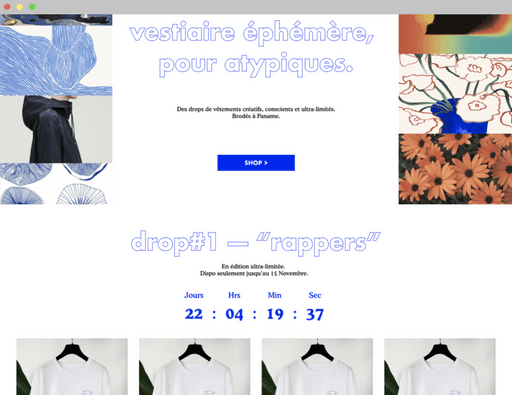 vestiaire éphémère,
pour atypiques.
Des drops de vêtements créatifs, conscients et ultra-limités.
Brodés à Paname.
SHOP >
drop#1 — “rappers”
En édition ultra-limitée.
Dispo seulement jusqu'au 15 Novembre.
Jours Hrs Min Sec
22 : 04 : 19 : 37